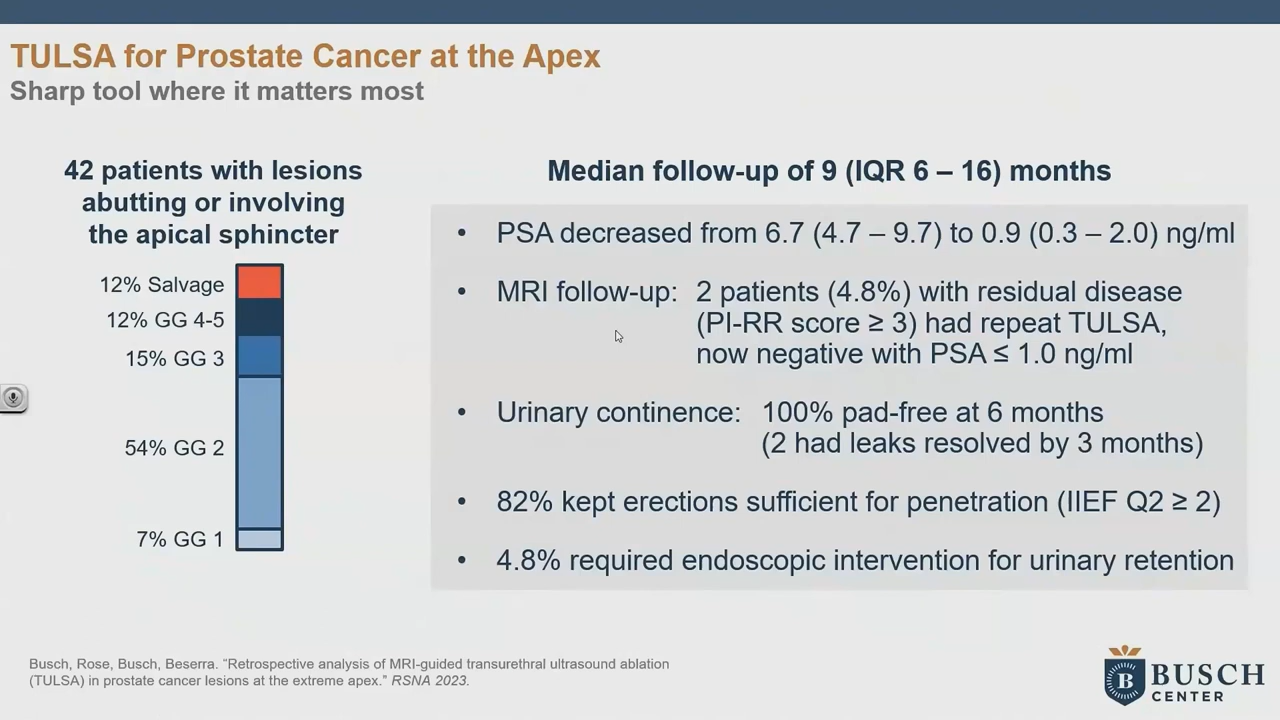 TULSA for Prostate Cancer at the Apex
Sharp tool where it matters most
42 patients with lesions
abutting or involving
the apical sphincter
12% Salvage
12% GG 4-5
15% GG 3
54% GG 2
7% GG 1
Median follow-up of 9 (IQR 6 – 16) months
• PSA decreased from 6.7 (4.7 – 9.7) to 0.9 (0.3 – 2.0) ng/ml
• MRI follow-up: 2 patients (4.8%) with residual disease
(PI-RR score ≥ 3) had repeat TULSA,
now negative with PSA ≤ 1.0 ng/ml
• Urinary continence: 100% pad-free at 6 months
(2 had leaks resolved by 3 months)
• 82% kept erections sufficient for penetration (IIEF Q2 ≥ 2)
• 4.8% required endoscopic intervention for urinary retention
Busch, Rose, Busch, Beserra. “Retrospective analysis of MRI-guided transurethral ultrasound ablation
(TULSA) in prostate cancer lesions at the extreme apex.” RSNA 2023.
B
BUSCH
CENTER